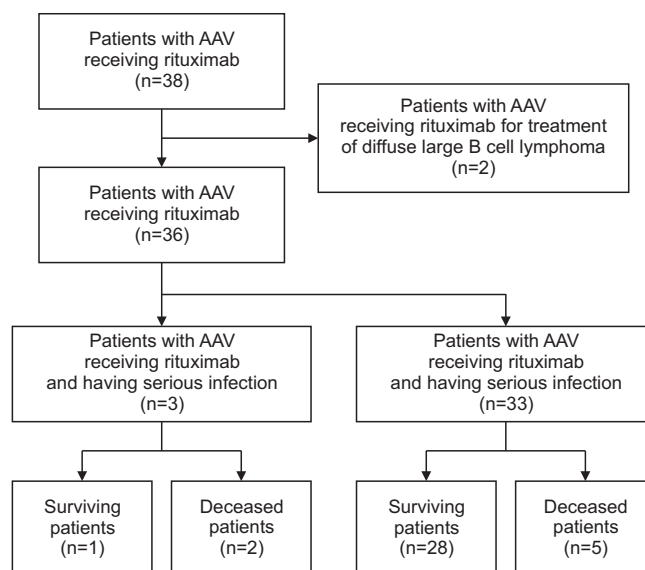 Patients with AAV
receiving rituximab
(n=38)
Patients with AAV
receiving rituximab for treatment
of diffuse large B cell lymphoma
(n=2)
Patients with AAV
receiving rituximab
(n=36)
Patients with AAV
receiving rituximab
and having serious infection
(n=3)
Patients with AAV
receiving rituximab
and having serious infection
(n=33)
Surviving
patients
(n=1)
Deceased
patients
(n=2)
Surviving
patients
(n=28)
Deceased
patients
(n=5)